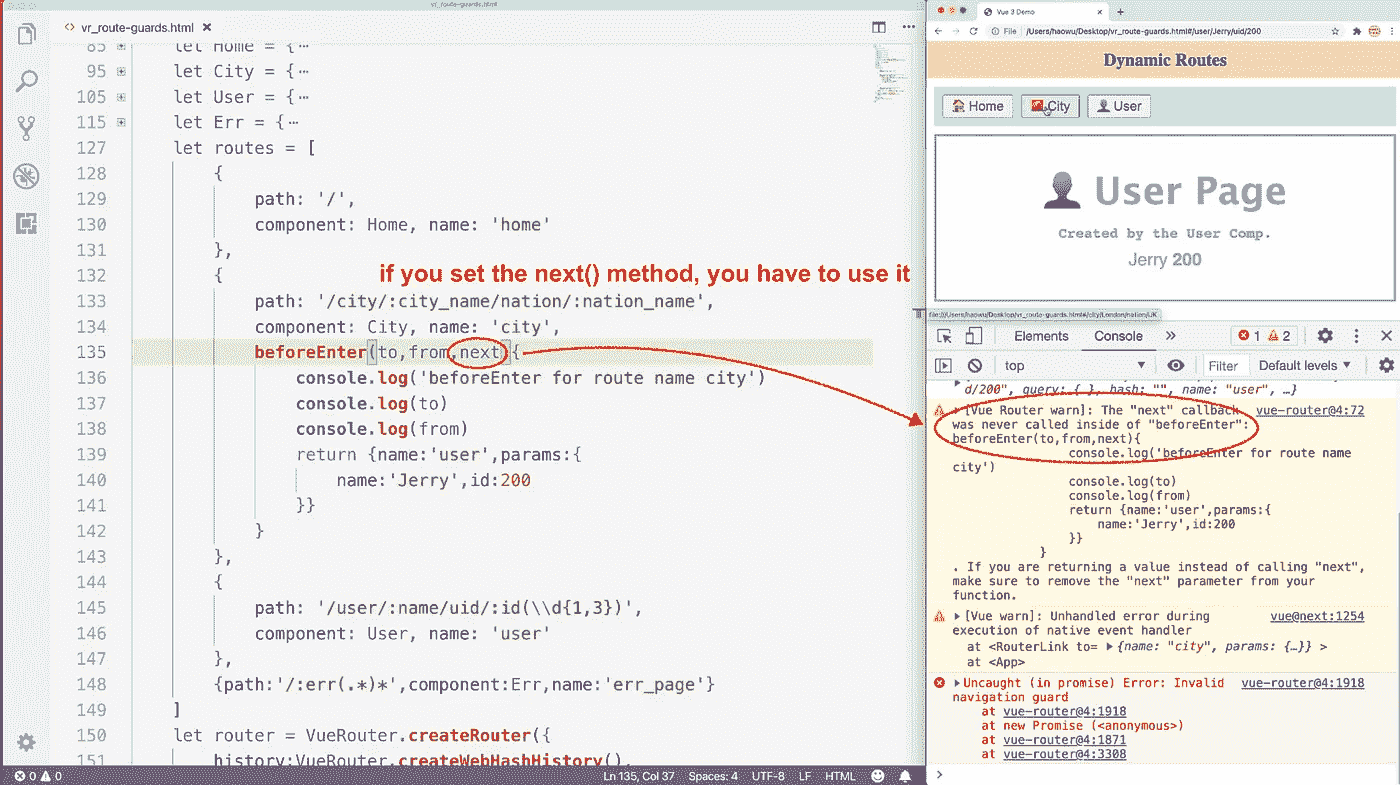 vr_route-guards.html
vr_route-guards.html
85 let Home = {…
95 let City = {…
105 let User = {…
115 let Err = {…
127 let routes = [
128 {
129 path: '/',
130 component: Home, name: 'home'
131 },
132 {
if you set the next() method, you have to use it
133 path: '/city/:city_name/nation/:nation_name',
134 component: City, name: 'city',
135 beforeEnter(to,from,next){
136 console.log('beforeEnter for route name city')
137 console.log(to)
138 console.log(from)
139 return {name:'user',params:{
140 name:'Jerry',id:200
141 }}
142 }
143 },
144 {
145 path: '/user/:name/uid/:id(\\d{1,3})',
146 component: User, name: 'user'
147 },
148 {path:'/:err(.*)*',component:Err,name:'err_page'}
149 ]
150 let router = VueRouter.createRouter({
151 history:VueRouter.createWebHashHistory(),
0 0
Ln 135, Col 37 Spaces: 4 UTF-8 LF HTML
Vue 3 Demo
File /Users/haowu/Desktop/vr_route-guards.html#/user/Jerry/uid/200
Dynamic Routes
Home City User
User Page
Created by the User Comp.
Jerry 200
file:///Users/haowu/Desktop/vr_route-guards.html#/city/London/nation/UK
Elements Console » 1 2
top Filter Default levels
d/200", query: {…}, hash: "", name: "user", …}
[Vue Router warn]: The "next" callback vue-router@4:72
was never called inside of "beforeEnter":
beforeEnter(to,from,next){
console.log('beforeEnter for route name
city')
console.log(to)
console.log(from)
return {name:'user',params:{
name:'Jerry',id:200
}}
}
. If you are returning a value instead of calling "next",
make sure to remove the "next" parameter from your
function.
[Vue warn]: Unhandled error during vue@next:1254
execution of native event handler
at <RouterLink to= {name: "city", params: {…}} >
at <App>
Uncaught (in promise) Error: Invalid vue-router@4:1918
navigation guard
at vue-router@4:1918
at new Promise (<anonymous>)
at vue-router@4:1871
at vue-router@4:3308
>